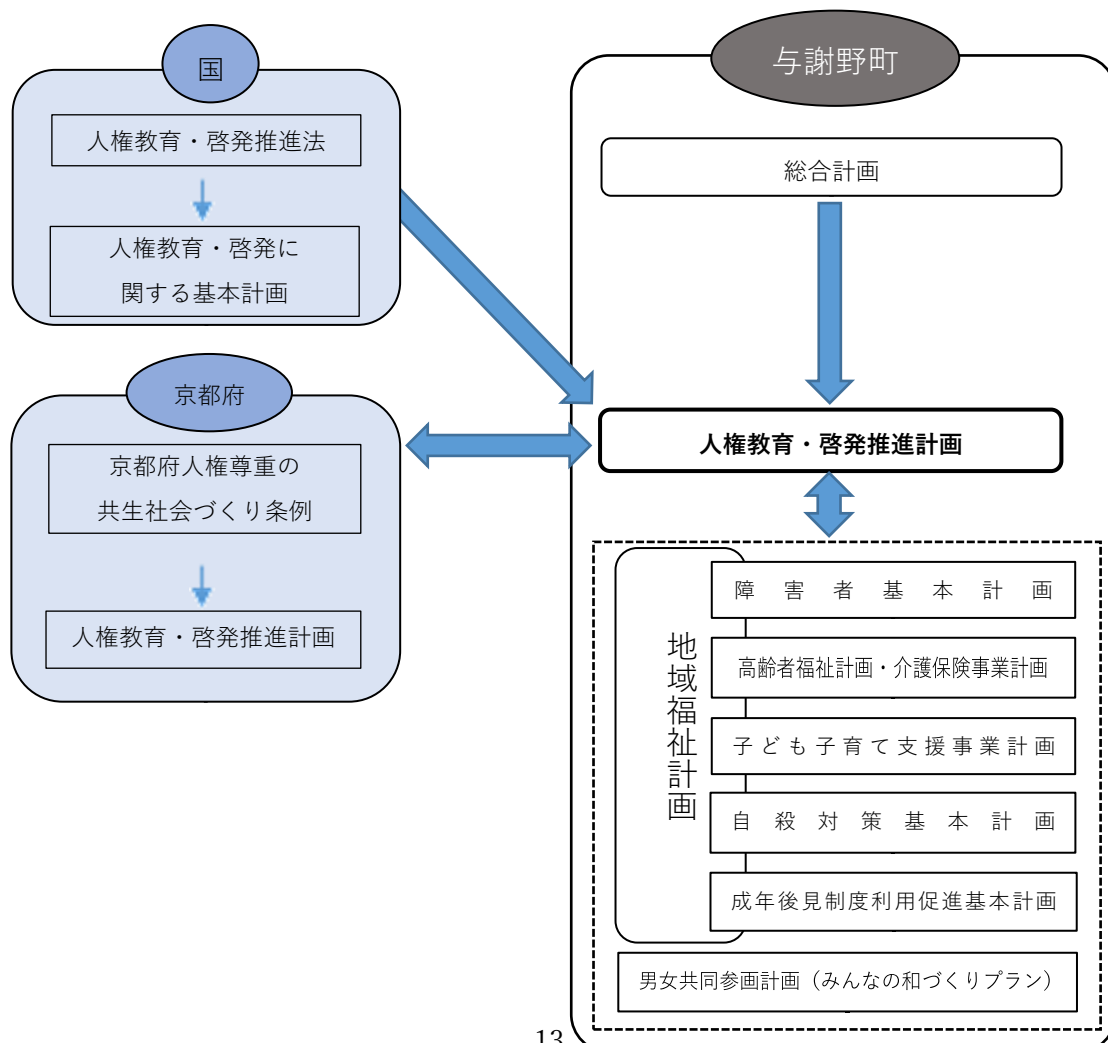 国
人権教育・啓発推進法
人権教育・啓発に
関する基本計画
京都府
京都府人権尊重の
共生社会づくり条例
人権教育・啓発推進計画
与謝野町
総合計画
人権教育・啓発推進計画
地域福祉計画
障害者基本計画
高齢者福祉計画・介護保険事業計画
子ども子育て支援事業計画
自殺対策基本計画
成年後見制度利用促進基本計画
男女共同参画計画（みんなの和づくりプラン）
13